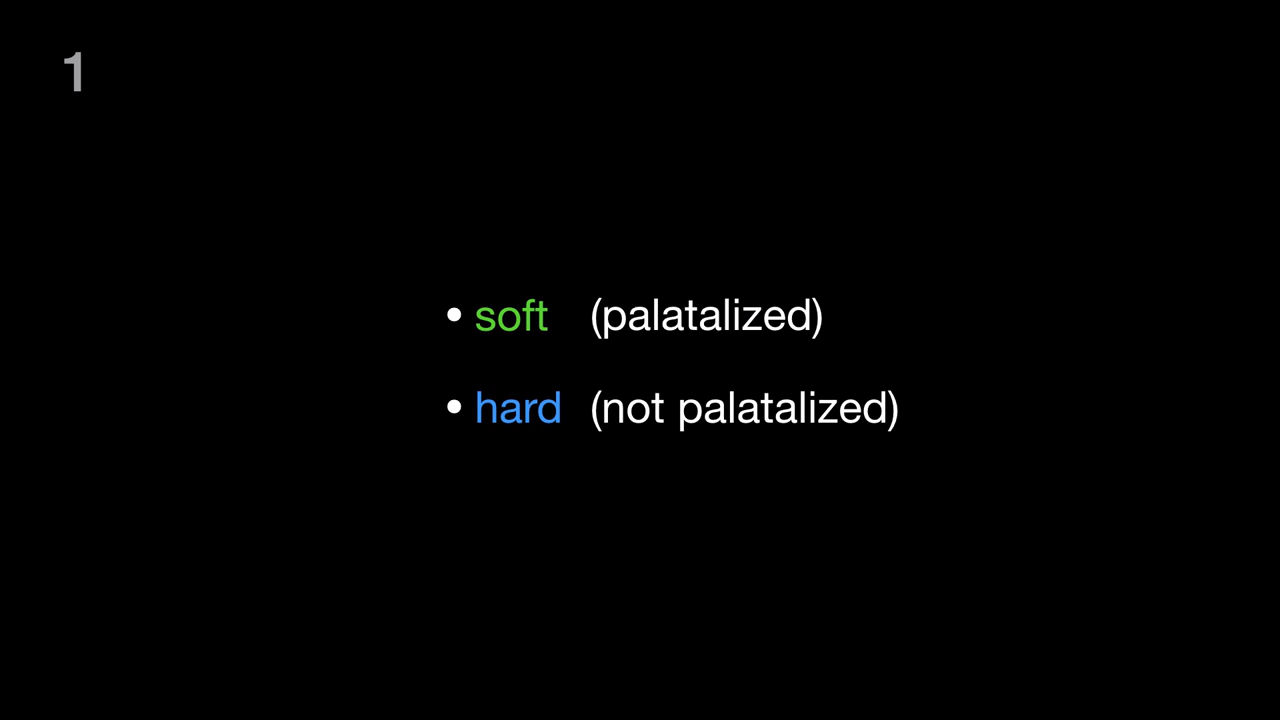 1
• soft (palatalized)
• hard (not palatalized)